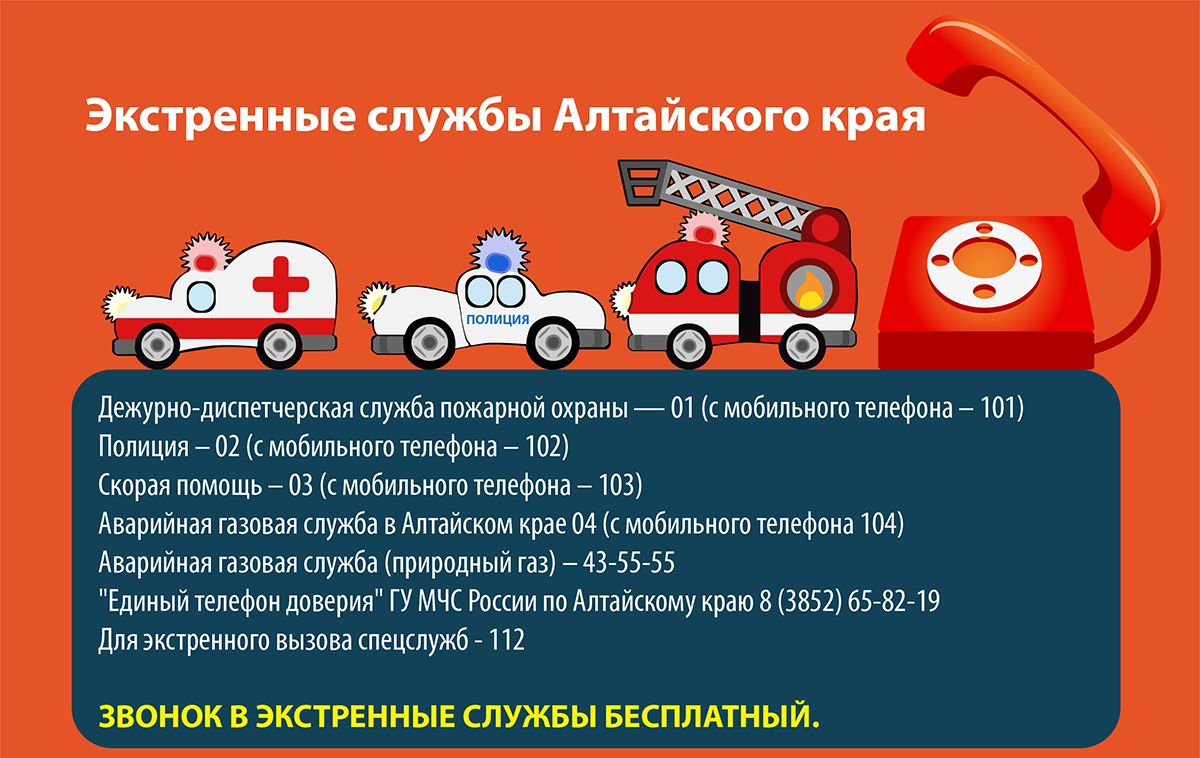 Экстренные службы Алтайского края
ПОЛИЦИЯ
Дежурно-диспетчерская служба пожарной охраны — 01 (с мобильного телефона – 101)
Полиция – 02 (с мобильного телефона – 102)
Скорая помощь – 03 (с мобильного телефона – 103)
Аварийная газовая служба в Алтайском крае 04 (с мобильного телефона 104)
Аварийная газовая служба (природный газ) – 43-55-55
"Единый телефон доверия" ГУ МЧС России по Алтайскому краю 8 (3852) 65-82-19
Для экстренного вызова спецслужб - 112
ЗВОНОК В ЭКСТРЕННЫЕ СЛУЖБЫ БЕСПЛАТНЫЙ.